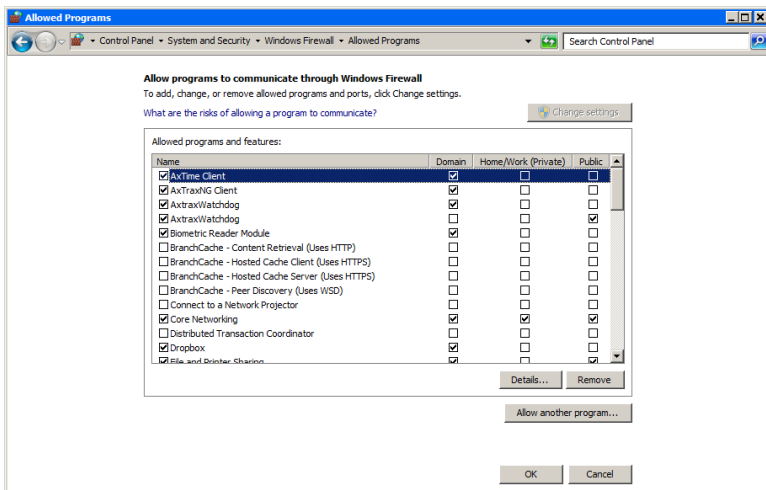 Allowed Programs
Control Panel System and Security Windows Firewall Allowed Programs Search Control Panel
Allow programs to communicate through Windows Firewall
To add, change, or remove allowed programs and ports, click Change settings.
What are the risks of allowing a program to communicate? Change settings
Allowed programs and features:
Name Domain Home/Work (Private) Public
AxTime Client
AxTraxNG Client
AxtraxWatchdog
AxtraxWatchdog
Biometric Reader Module
BranchCache - Content Retrieval (Uses HTTP)
BranchCache - Hosted Cache Client (Uses HTTPS)
BranchCache - Hosted Cache Server (Uses HTTPS)
BranchCache - Peer Discovery (Uses WSD)
Connect to a Network Projector
Core Networking
Distributed Transaction Coordinator
Dropbox
File and Printer Sharing
Details... Remove
Allow another program...
OK Cancel